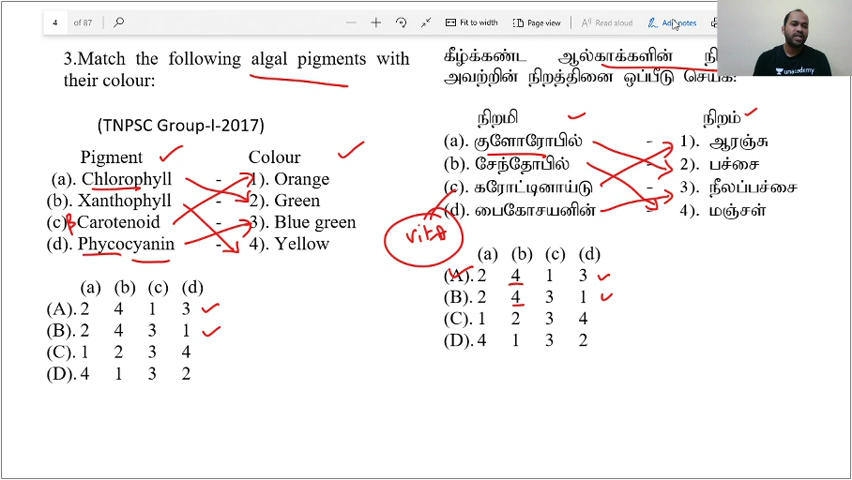 4 of 87
Fit to width
Page view
Read aloud
Add notes
unacademy
3.Match the following algal pigments with
their colour:
(TNPSC Group-I-2017)
Pigment Colour
(a). Chlorophyll - 1). Orange
(b). Xanthophyll - 2). Green
(c) β Carotenoid - 3). Blue green
(d). Phycocyanin - 4). Yellow
(a) (b) (c) (d)
(A). 2 4 1 3
(B). 2 4 3 1
(C). 1 2 3 4
(D). 4 1 3 2
கீழ்க்கண்ட ஆல்காக்களின்
அவற்றின் நிறத்தினை ஒப்பீடு செய்க:
நிறமி நிறம்
(a). குளோரோபில் - 1). ஆரஞ்சு
(b). சேந்தோபில் - 2). பச்சை
(c). கரோட்டினாய்டு - 3). நீலப்பச்சை
(d). பைகோசயனின் - 4). மஞ்சள்
vit A
(a) (b) (c) (d)
(A). 2 4 1 3
(B). 2 4 3 1
(C). 1 2 3 4
(D). 4 1 3 2